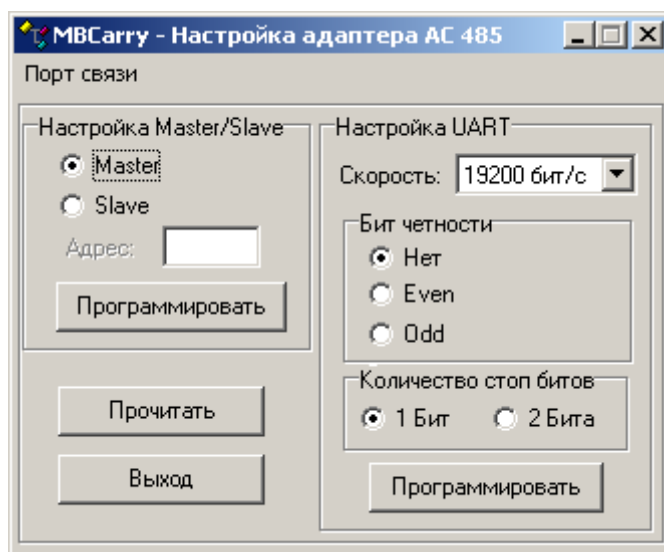 MBCarry - Настройка адаптера АС 485
Порт связи
Настройка Master/Slave
Master
Slave
Адрес:
Программировать
Прочитать
Выход
Настройка UART
Скорость: 19200 бит/с
Бит четности
Нет
Even
Odd
Количество стоп битов
1 Бит 2 Бита
Программировать